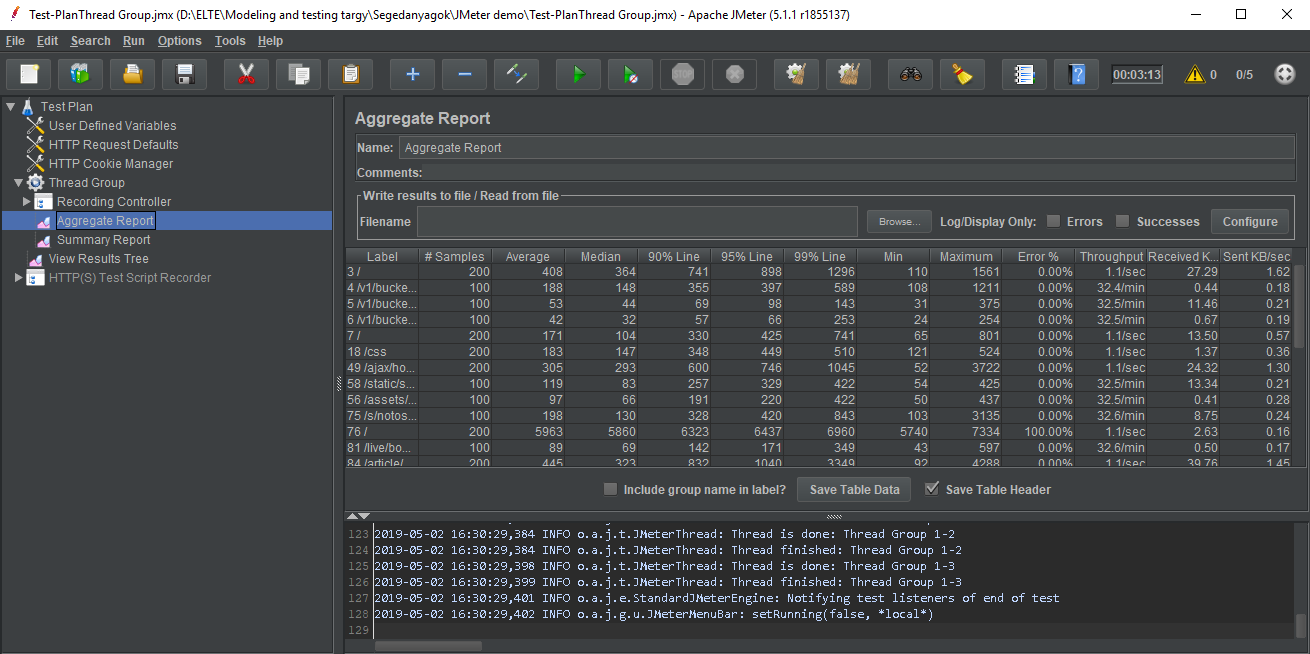 Test-PlanThread Group.jmx (D:\ELTE\Modeling and testing targy\Segedanyagok\JMeter demo\Test-PlanThread Group.jmx) - Apache JMeter (5.1.1 r1855137)
File Edit Search Run Options Tools Help
STOP 00:03:13 0 0/5
Test Plan
User Defined Variables
HTTP Request Defaults
HTTP Cookie Manager
Thread Group
Recording Controller
Aggregate Report
Summary Report
View Results Tree
HTTP(S) Test Script Recorder
Aggregate Report
Name: Aggregate Report
Comments:
Write results to file / Read from file
Filename Browse... Log/Display Only: Errors Successes Configure
Label # Samples Average Median 90% Line 95% Line 99% Line Min Maximum Error % Throughput Received K... Sent KB/sec
3 / 200 408 364 741 898 1296 110 1561 0.00% 1.1/sec 27.29 1.62
4 /v1/bucke... 100 188 148 355 397 589 108 1211 0.00% 32.4/min 0.44 0.18
5 /v1/bucke... 100 53 44 69 98 143 31 375 0.00% 32.5/min 11.46 0.21
6 /v1/bucke... 100 42 32 57 66 253 24 254 0.00% 32.5/min 0.67 0.19
7 / 200 171 104 330 425 741 65 801 0.00% 1.1/sec 13.50 0.57
18 /css 200 183 147 348 449 510 121 524 0.00% 1.1/sec 1.37 0.36
49 /ajax/ho... 200 305 293 600 746 1045 52 3722 0.00% 1.1/sec 24.32 1.30
58 /static/s... 100 119 83 257 329 422 54 425 0.00% 32.5/min 13.34 0.21
56 /assets/... 100 97 66 191 220 422 50 437 0.00% 32.5/min 0.41 0.28
75 /s/notos... 100 198 130 328 420 843 103 3135 0.00% 32.6/min 8.75 0.24
76 / 200 5963 5860 6323 6437 6960 5740 7334 100.00% 1.1/sec 2.63 0.16
81 /live/bo... 100 89 69 142 171 349 43 597 0.00% 32.6/min 0.50 0.17
84 /article/ 200 445 323 832 1040 3349 92 4288 0.00% 1.1/sec 39.76 1.45
Include group name in label? Save Table Data Save Table Header
123 2019-05-02 16:30:29,384 INFO o.a.j.t.JMeterThread: Thread is done: Thread Group 1-2
124 2019-05-02 16:30:29,384 INFO o.a.j.t.JMeterThread: Thread finished: Thread Group 1-2
125 2019-05-02 16:30:29,398 INFO o.a.j.t.JMeterThread: Thread is done: Thread Group 1-3
126 2019-05-02 16:30:29,399 INFO o.a.j.t.JMeterThread: Thread finished: Thread Group 1-3
127 2019-05-02 16:30:29,401 INFO o.a.j.e.StandardJMeterEngine: Notifying test listeners of end of test
128 2019-05-02 16:30:29,402 INFO o.a.j.g.u.JMeterMenuBar: setRunning(false, *local*)
129